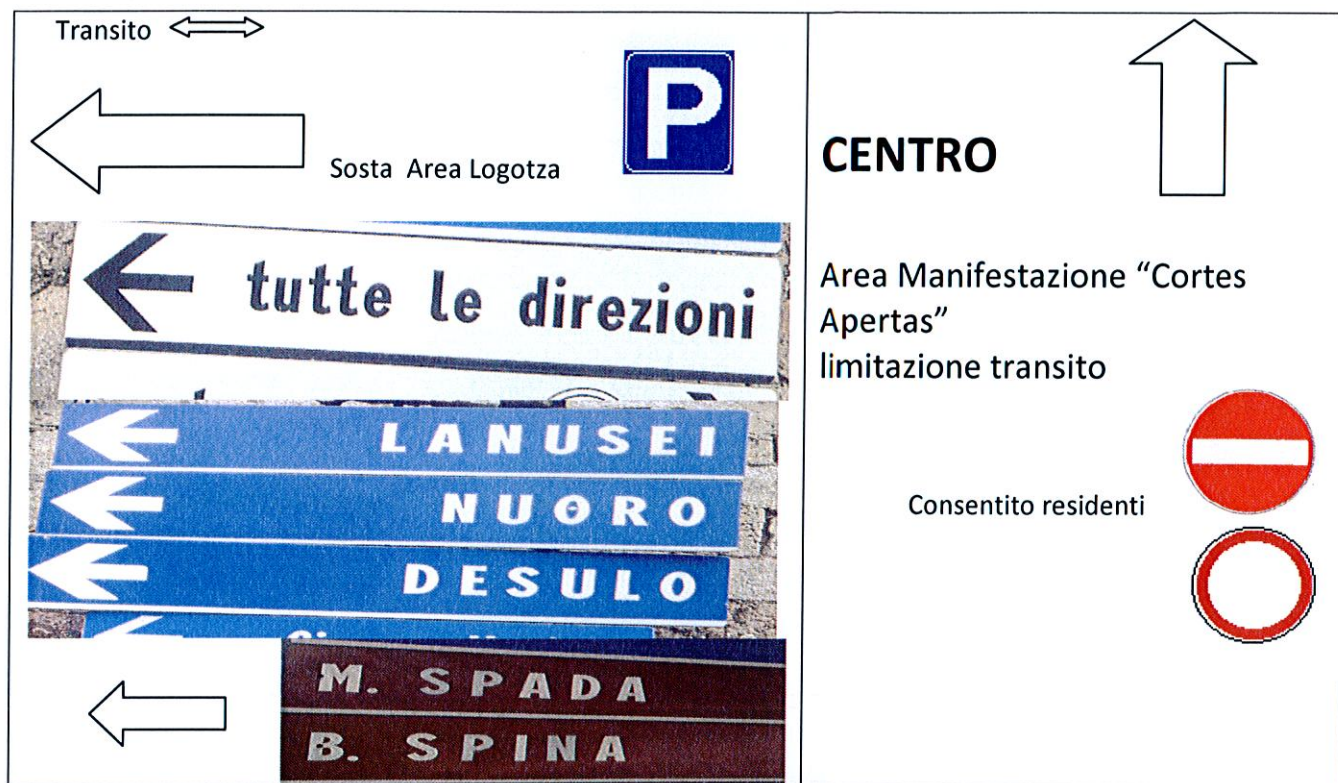 Transito
P
Sosta Area Logotza
tutte le direzioni
LANUSEI
NUORO
DESULO
M. SPADA
B. SPINA
CENTRO
Area Manifestazione “Cortes
Apertas”
limitazione transito
Consentito residenti